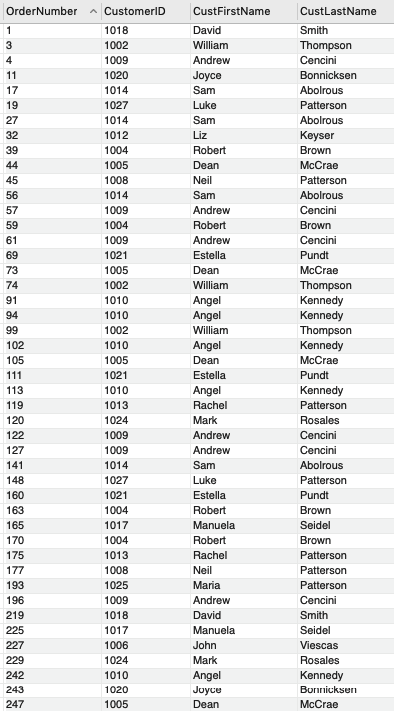 OrderNumber CustomerID CustFirstName CustLastName
1 1018 David Smith
3 1002 William Thompson
4 1009 Andrew Cencini
11 1020 Joyce Bonnicksen
17 1014 Sam Abolrous
19 1027 Luke Patterson
27 1014 Sam Abolrous
32 1012 Liz Keyser
39 1004 Robert Brown
44 1005 Dean McCrae
45 1008 Neil Patterson
56 1014 Sam Abolrous
57 1009 Andrew Cencini
59 1004 Robert Brown
61 1009 Andrew Cencini
69 1021 Estella Pundt
73 1005 Dean McCrae
74 1002 William Thompson
91 1010 Angel Kennedy
94 1010 Angel Kennedy
99 1002 William Thompson
102 1010 Angel Kennedy
105 1005 Dean McCrae
111 1021 Estella Pundt
113 1010 Angel Kennedy
119 1013 Rachel Patterson
120 1024 Mark Rosales
122 1009 Andrew Cencini
127 1009 Andrew Cencini
141 1014 Sam Abolrous
148 1027 Luke Patterson
160 1021 Estella Pundt
163 1004 Robert Brown
165 1017 Manuela Seidel
170 1004 Robert Brown
175 1013 Rachel Patterson
177 1008 Neil Patterson
193 1025 Maria Patterson
196 1009 Andrew Cencini
219 1018 David Smith
225 1017 Manuela Seidel
227 1006 John Viescas
229 1024 Mark Rosales
242 1010 Angel Kennedy
243 1020 Joyce Bonnicksen
247 1005 Dean McCrae